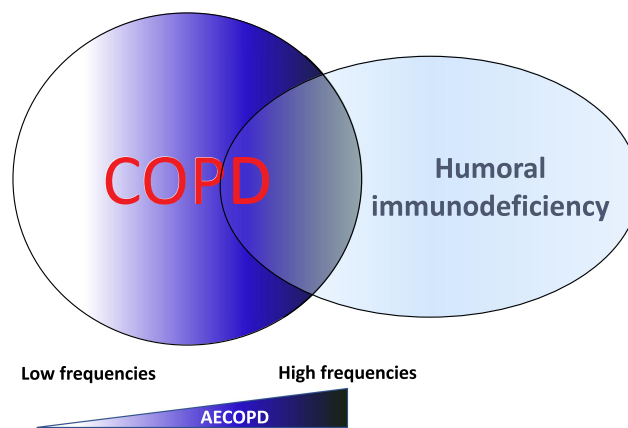 COPD
Humoral
immunodeficiency
Low frequencies
High frequencies
AECOPD